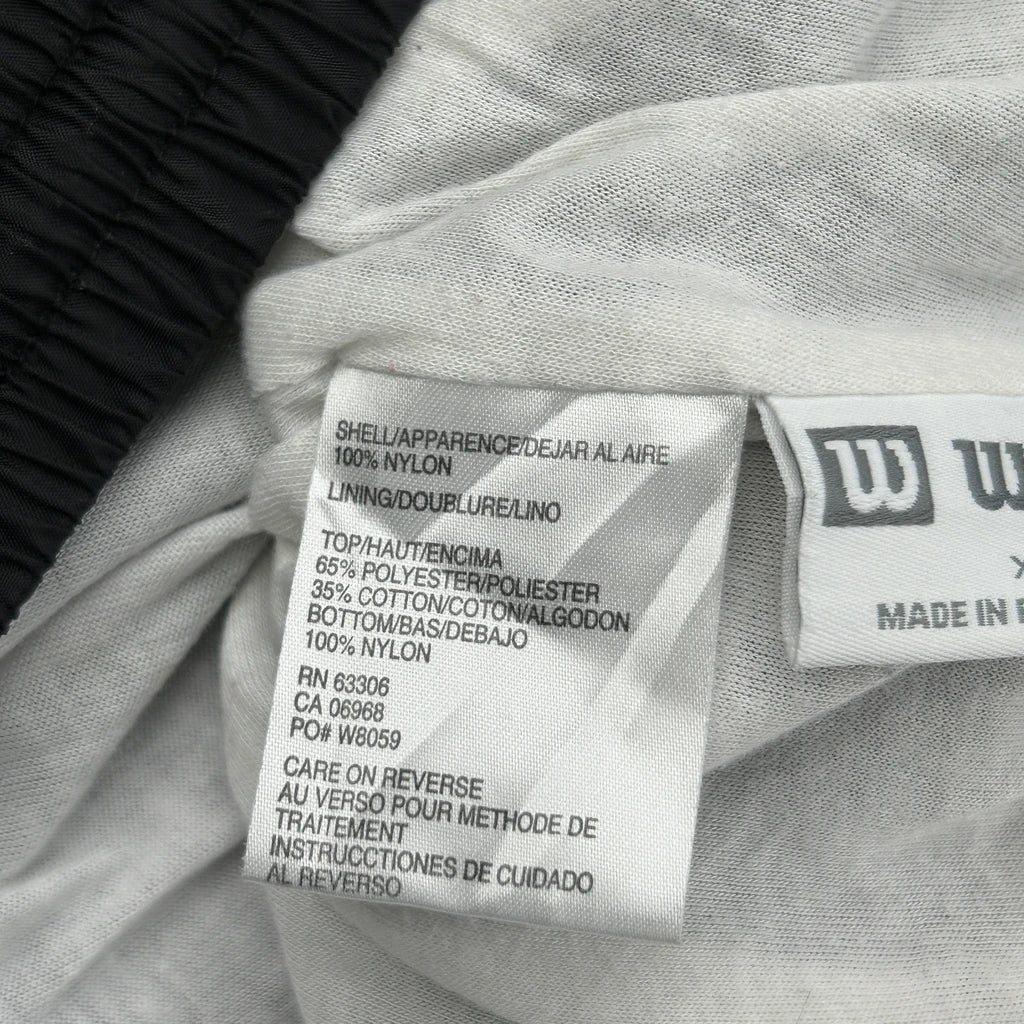 SHELL/APPARENCE/DEJAR AL AIRE
100% NYLON
LINING/DOUBLURE/LINO
TOP/HAUT/ENCIMA
65% POLYESTER/POLIESTER
35% COTTON/COTON/ALGODON
BOTTOM/BAS/DEBAJO
100% NYLON
RN 63306
CA 06968
PO# W8059
CARE ON REVERSE
AU VERSO POUR METHODE DE
TRAITEMENT
INSTRUCCTIONES DE CUIDADO
AL REVERSO
W
MADE IN